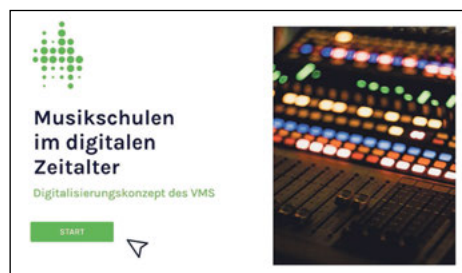 Musikschulen
im digitalen
Zeitalter
Digitalisierungskonzept des VMS
START